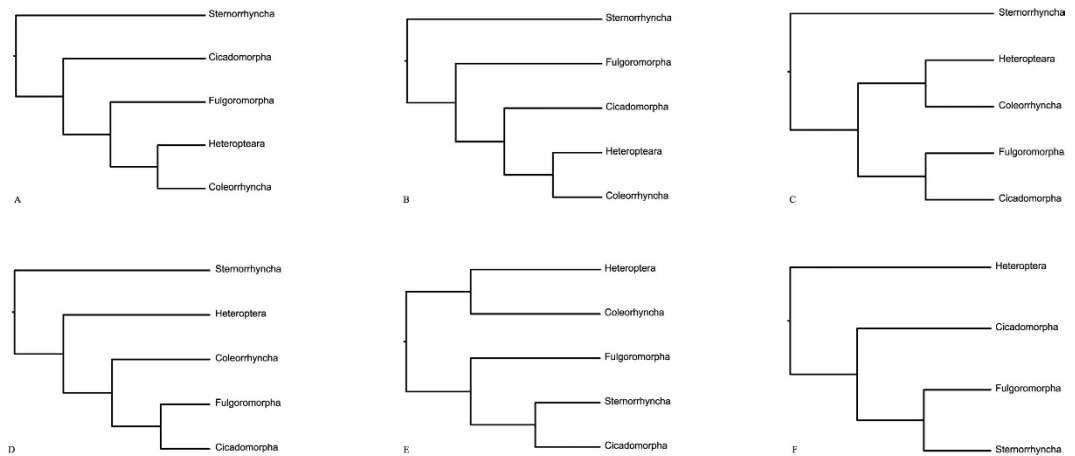 Sternorrhyncha
Cicadomorpha
Fulgoromorpha
Heteropteara
Coleorrhyncha
A
Sternorrhyncha
Fulgoromorpha
Cicadomorpha
Heteropteara
Coleorrhyncha
B
Sternorrhyncha
Heteropteara
Coleorrhyncha
Fulgoromorpha
Cicadomorpha
C
Sternorrhyncha
Heteroptera
Coleorrhyncha
Fulgoromorpha
Cicadomorpha
D
Heteroptera
Coleorhyncha
Fulgoromorpha
Sternorrhyncha
Cicadomorpha
E
Heteroptera
Cicadomorpha
Fulgoromorpha
Sternorrhyncha
F